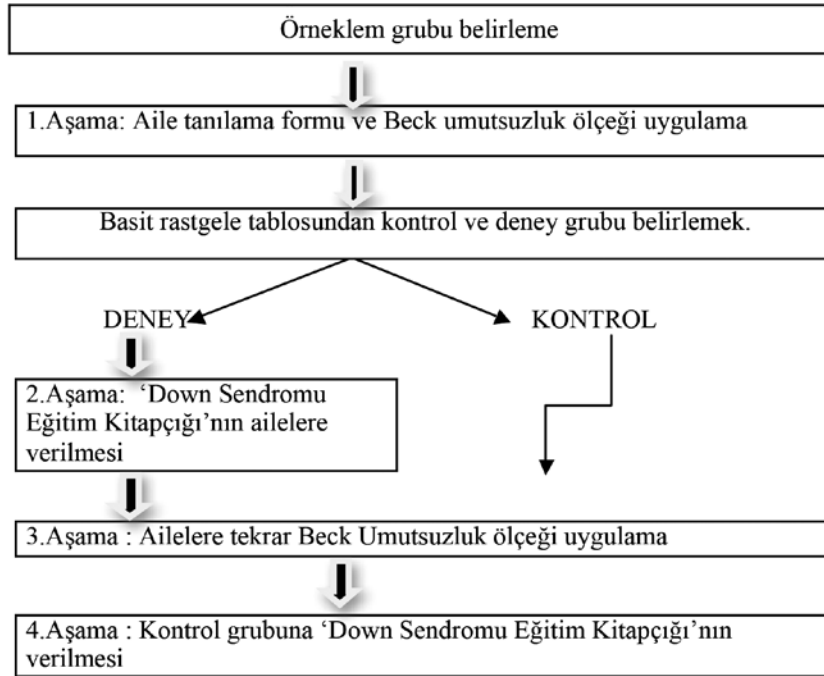 Örneklem grubu belirleme
1.Aşama: Aile tanılama formu ve Beck umutsuzluk ölçeği uygulama
Basit rastgele tablosundan kontrol ve deney grubu belirlemek.
DENEY
KONTROL
2.Aşama: ‘Down Sendromu
Eğitim Kitapçığı’nın ailelere
verilmesi
3.Aşama : Ailelere tekrar Beck Umutsuzluk ölçeği uygulama
4.Aşama : Kontrol grubuna ‘Down Sendromu Eğitim Kitapçığı’nın
verilmesi